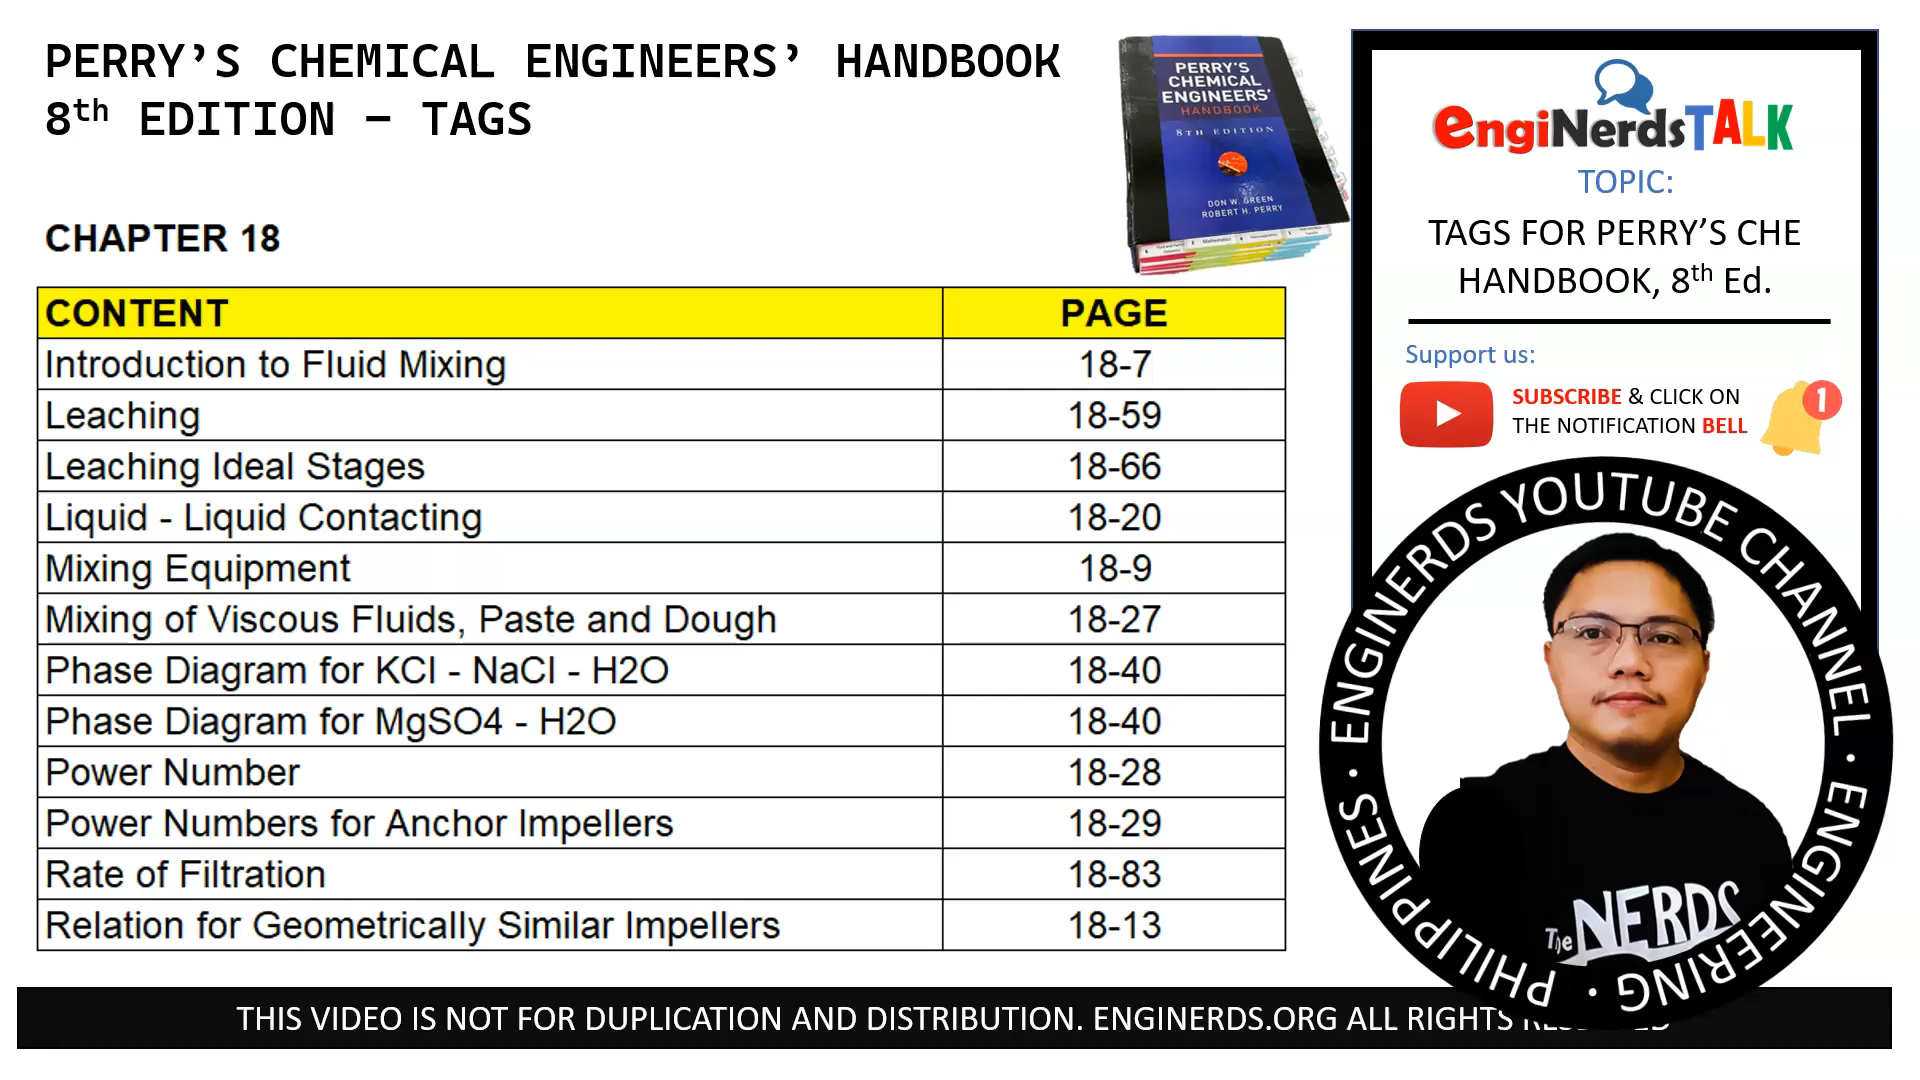 PERRY’S CHEMICAL ENGINEERS’ HANDBOOK
8th EDITION – TAGS
PERRY'S
CHEMICAL
ENGINEERS'
HANDBOOK
8TH EDITION
DON W. GREEN
ROBERT H. PERRY
Mathematics
CHAPTER 18
CONTENT PAGE
Introduction to Fluid Mixing 18-7
Leaching 18-59
Leaching Ideal Stages 18-66
Liquid - Liquid Contacting 18-20
Mixing Equipment 18-9
Mixing of Viscous Fluids, Paste and Dough 18-27
Phase Diagram for KCl - NaCl - H2O 18-40
Phase Diagram for MgSO4 - H2O 18-40
Power Number 18-28
Power Numbers for Anchor Impellers 18-29
Rate of Filtration 18-83
Relation for Geometrically Similar Impellers 18-13
engiNerdsTALK
TOPIC:
TAGS FOR PERRY’S CHE
HANDBOOK, 8th Ed.
Support us:
SUBSCRIBE & CLICK ON
THE NOTIFICATION BELL
1
ENGINERDS YOUTUBE CHANNEL · ENGINEERING · PHILIPPINES ·
The NERDS
THIS VIDEO IS NOT FOR DUPLICATION AND DISTRIBUTION. ENGINERDS.ORG ALL RIGHTS